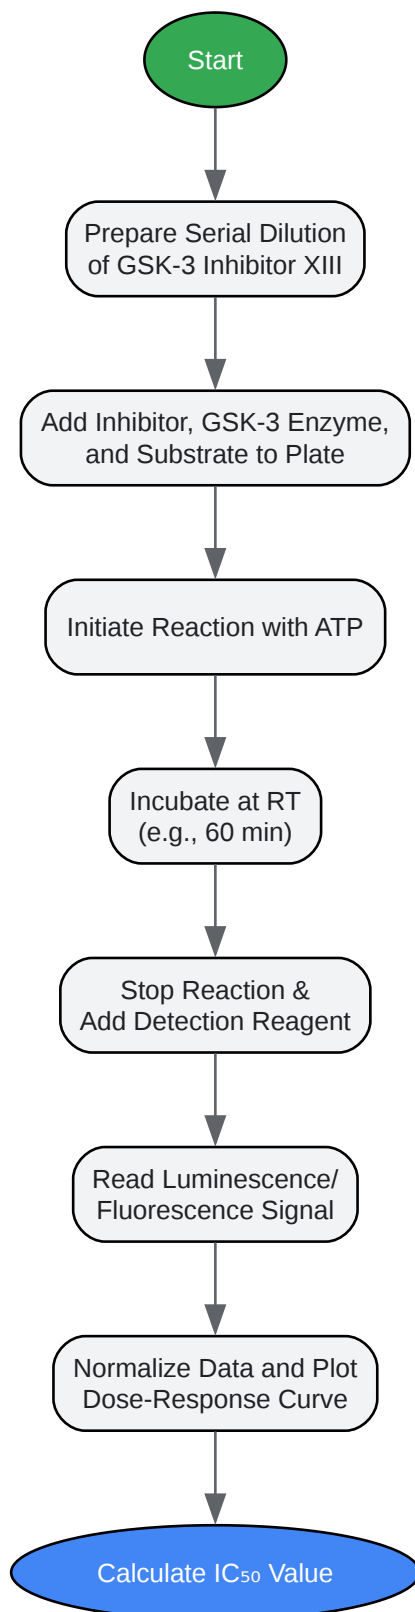 Start
Prepare Serial Dilution
of GSK-3 Inhibitor XIII
Add Inhibitor, GSK-3 Enzyme,
and Substrate to Plate
Initiate Reaction with ATP
Incubate at RT
(e.g., 60 min)
Stop Reaction &
Add Detection Reagent
Read Luminescence/
Fluorescence Signal
Normalize Data and Plot
Dose-Response Curve
Calculate IC₅₀ Value